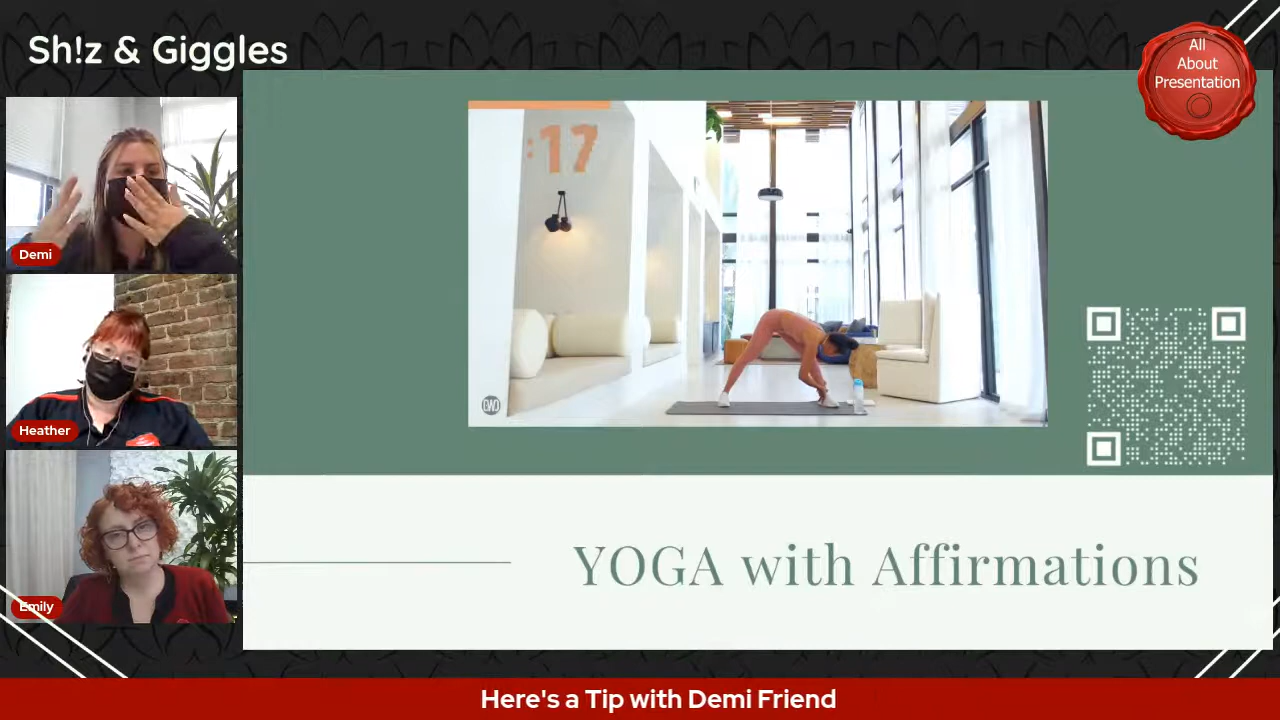 Sh!z & Giggles
All
About
Presentation
:17
Demi
Heather
Emily
YOGA with Affirmations
Here's a Tip with Demi Friend